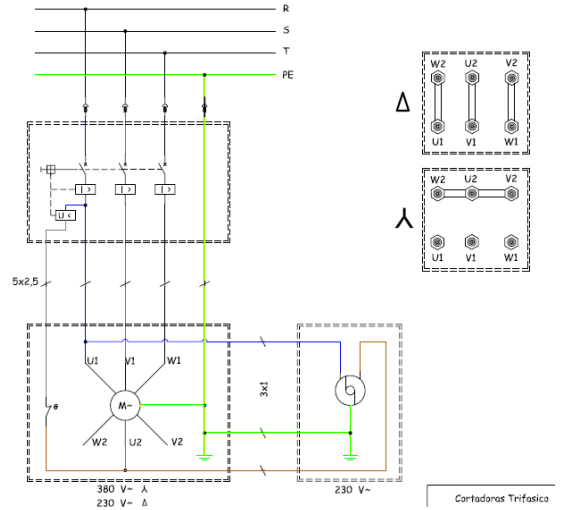 R
S
T
PE
W2 U2 V2
Δ
U1 V1 W1
W2 U2 V2
U1 V1 W1
I > I > I >
U <
5x2,5
U1 V1 W1
3x1
M~
θ
W2 U2 V2
380 V~ ⅄
230 V~ Δ
230 V~
Cortadoras Trifasico